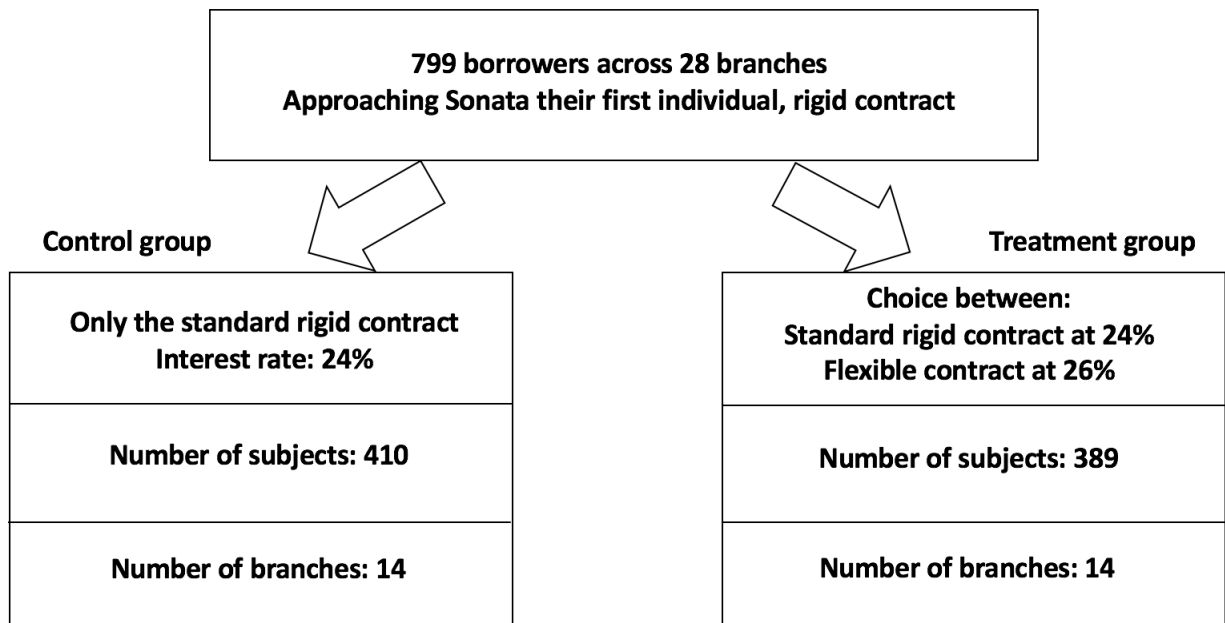 799 borrowers across 28 branches
Approaching Sonata their first individual, rigid contract
Control group
Treatment group
Only the standard rigid contract
Interest rate: 24%
Choice between:
Standard rigid contract at 24%
Flexible contract at 26%
Number of subjects: 410
Number of subjects: 389
Number of branches: 14
Number of branches: 14